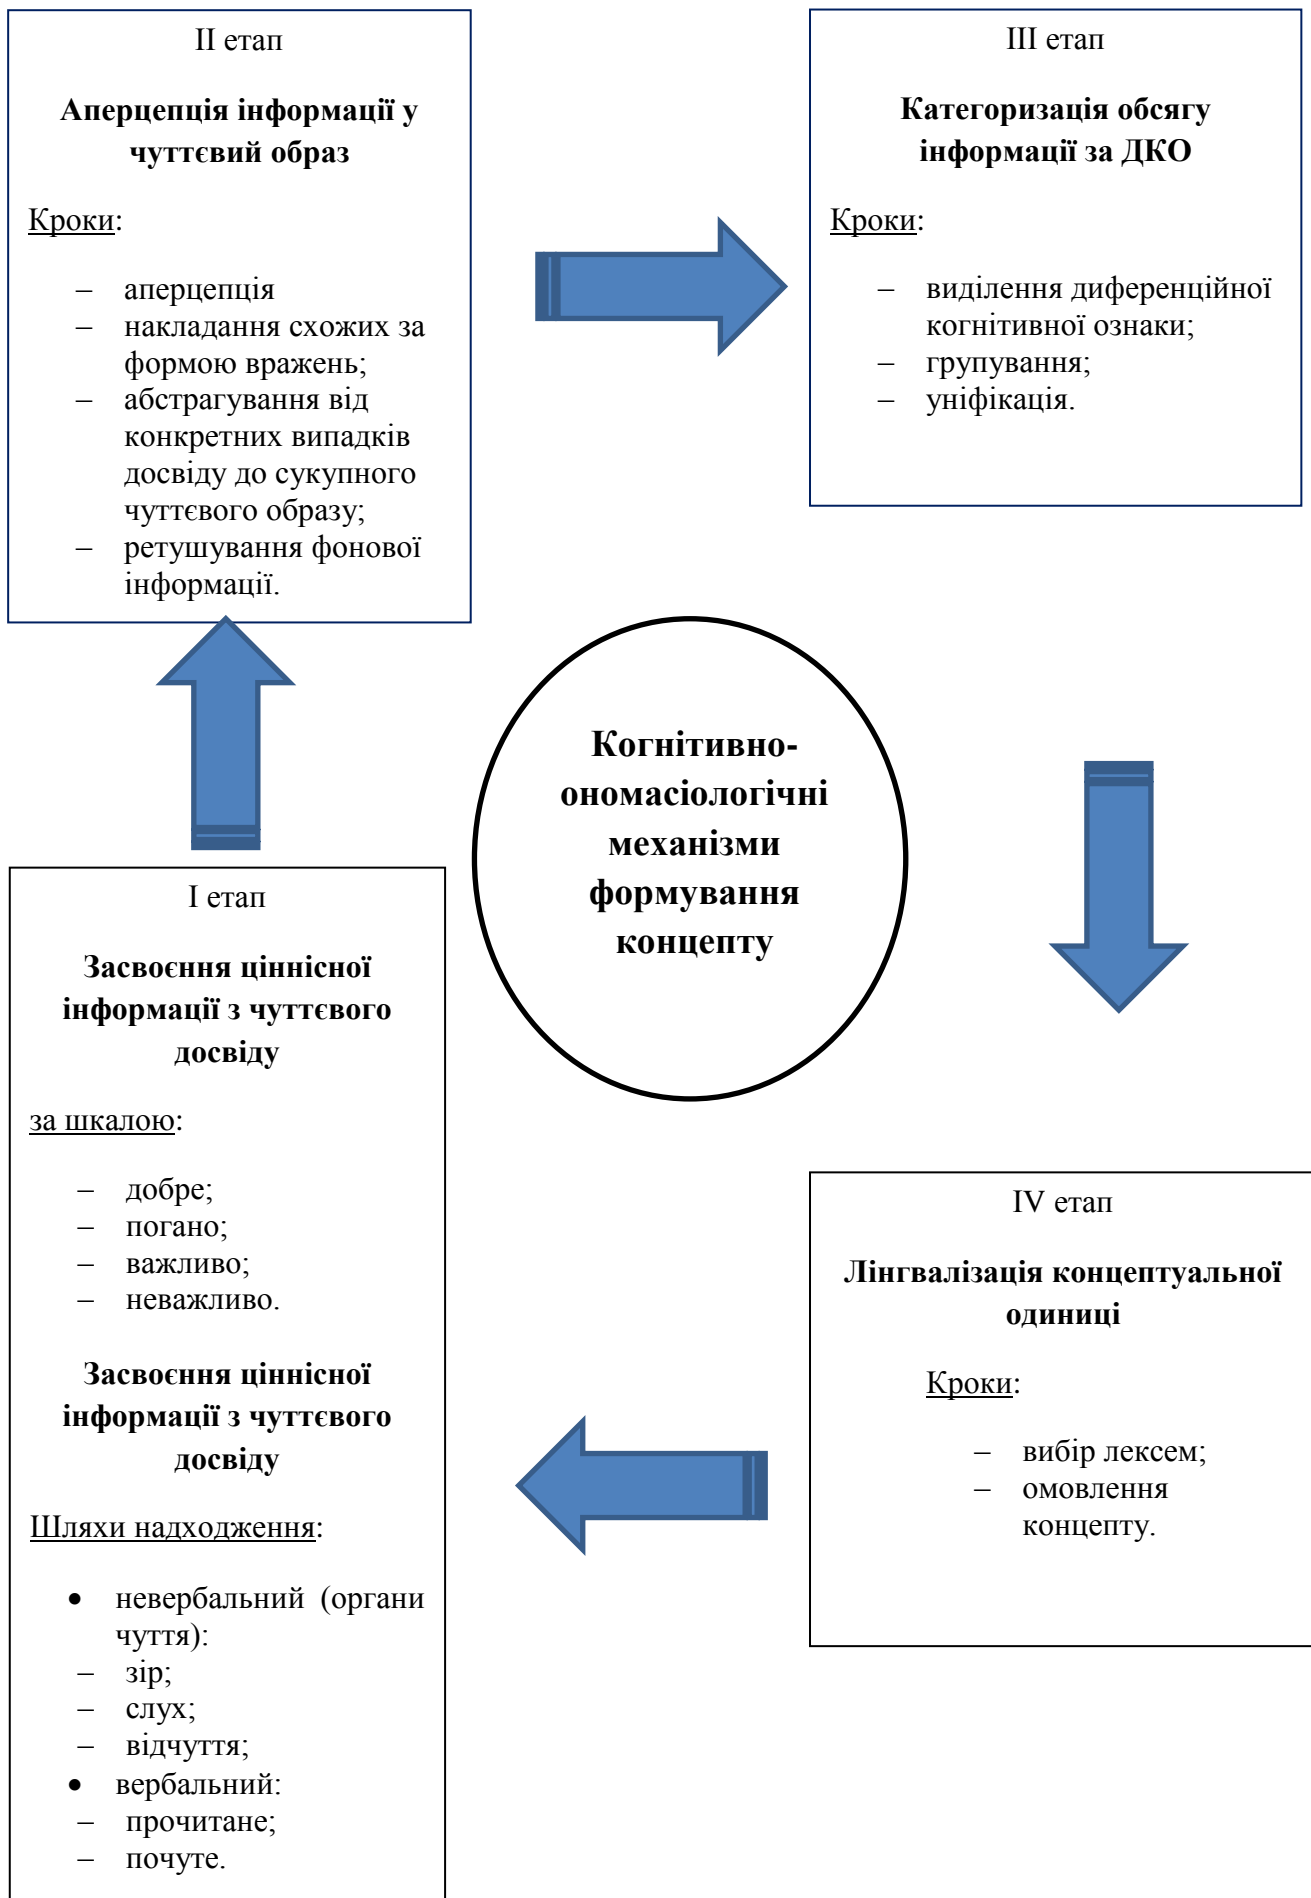 II етап
Аперцепція інформації у
чуттєвий образ
Кроки:
– аперцепція
– накладання схожих за
формою вражень;
– абстрагування від
конкретних випадків
досвіду до сукупного
чуттєвого образу;
– ретушування фонової
інформації.
III етап
Категоризація обсягу
інформації за ДКО
Кроки:
– виділення диференційної
когнітивної ознаки;
– групування;
– уніфікація.
Когнітивно-
ономасіологічні
механізми
формування
концепту
I етап
Засвоєння ціннісної
інформації з чуттєвого
досвіду
за шкалою:
– добре;
– погано;
– важливо;
– неважливо.
Засвоєння ціннісної
інформації з чуттєвого
досвіду
Шляхи надходження:
• невербальний (органи
чуття):
– зір;
– слух;
– відчуття;
• вербальний:
– прочитане;
– почуте.
IV етап
Лінгвалізація концептуальної
одиниці
Кроки:
– вибір лексем;
– омовлення
концепту.